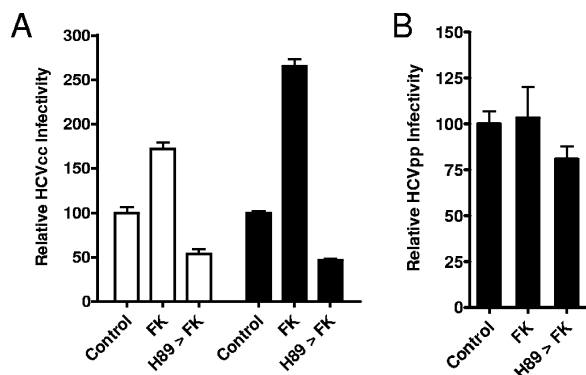 A
Relative HCVcc Infectivity
300
250
200
150
100
50
0
Control
FK
H89 > FK
Control
FK
H89 > FK
B
Relative HCVpp Infectivity
150
125
100
75
50
25
0
Control
FK
H89 > FK